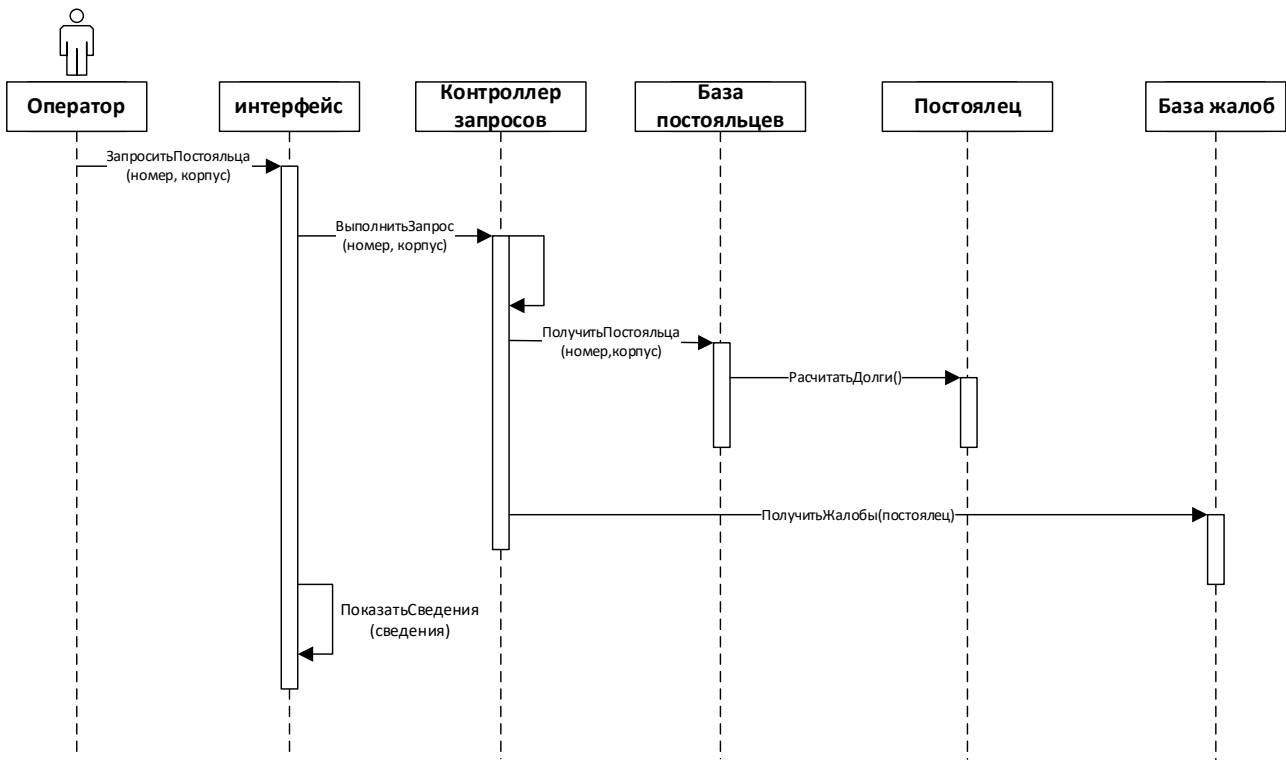 Оператор
интерфейс
Контроллер
запросов
База
постояльцев
Постоялец
База жалоб
ЗапроситьПостояльца
(номер, корпус)
ВыполнитьЗапрос
(номер, корпус)
ПолучитьПостояльца
(номер,корпус)
РасчитатьДолги()
ПолучитьЖалобы(постоялец)
ПоказатьСведения
(сведения)